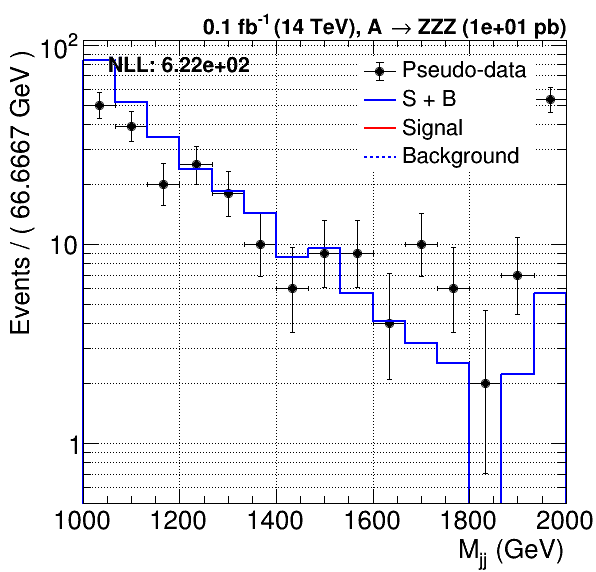 0.1 fb⁻¹ (14 TeV), A → ZZZ (1e+01 pb)
10²
NLL: 6.22e+02
Pseudo-data
S + B
Signal
Background
Events / ( 66.6667 GeV )
10
1
1000 1200 1400 1600 1800 2000
M_jj (GeV)